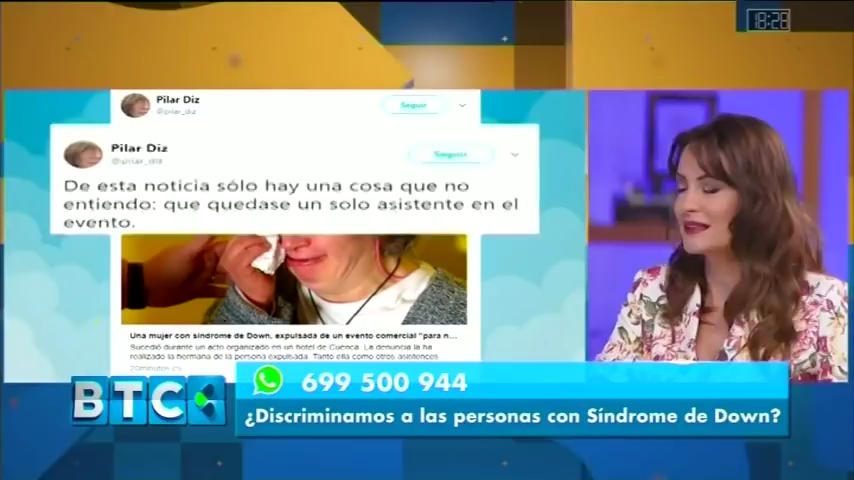 18:28
Pilar Diz
@pilar_diz
Seguir
Pilar Diz
@pilar_diz
Seguir
De esta noticia sólo hay una cosa que no
entiendo: que quedase un solo asistente en el
evento.
Una mujer con síndrome de Down, expulsada de un evento comercial "para n...
Sucedió durante un acto organizado en un hotel de Cuenca. La denuncia la ha
realizado la hermana de la persona expulsada. Tanto ella como otros asistentes
20minutos.es
699 500 944
BTC
¿Discriminamos a las personas con Síndrome de Down?